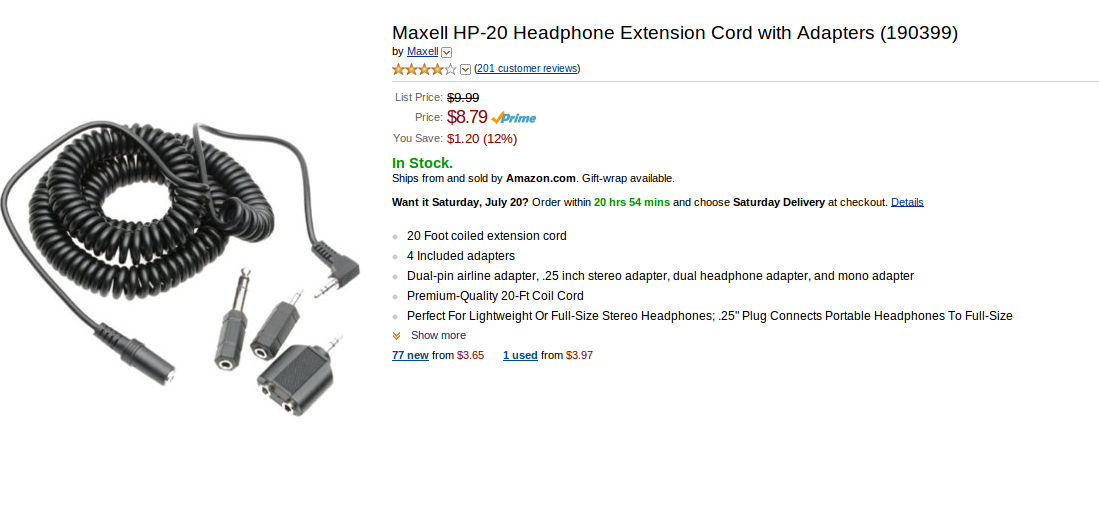 Maxell HP-20 Headphone Extension Cord with Adapters (190399)
by Maxell
(201 customer reviews)
List Price: $9.99
Price: $8.79 Prime
You Save: $1.20 (12%)
In Stock.
Ships from and sold by Amazon.com. Gift-wrap available.
Want it Saturday, July 20? Order within 20 hrs 54 mins and choose Saturday Delivery at checkout. Details
20 Foot coiled extension cord
4 Included adapters
Dual-pin airline adapter, .25 inch stereo adapter, dual headphone adapter, and mono adapter
Premium-Quality 20-Ft Coil Cord
Perfect For Lightweight Or Full-Size Stereo Headphones; .25" Plug Connects Portable Headphones To Full-Size
Show more
77 new from $3.65 1 used from $3.97